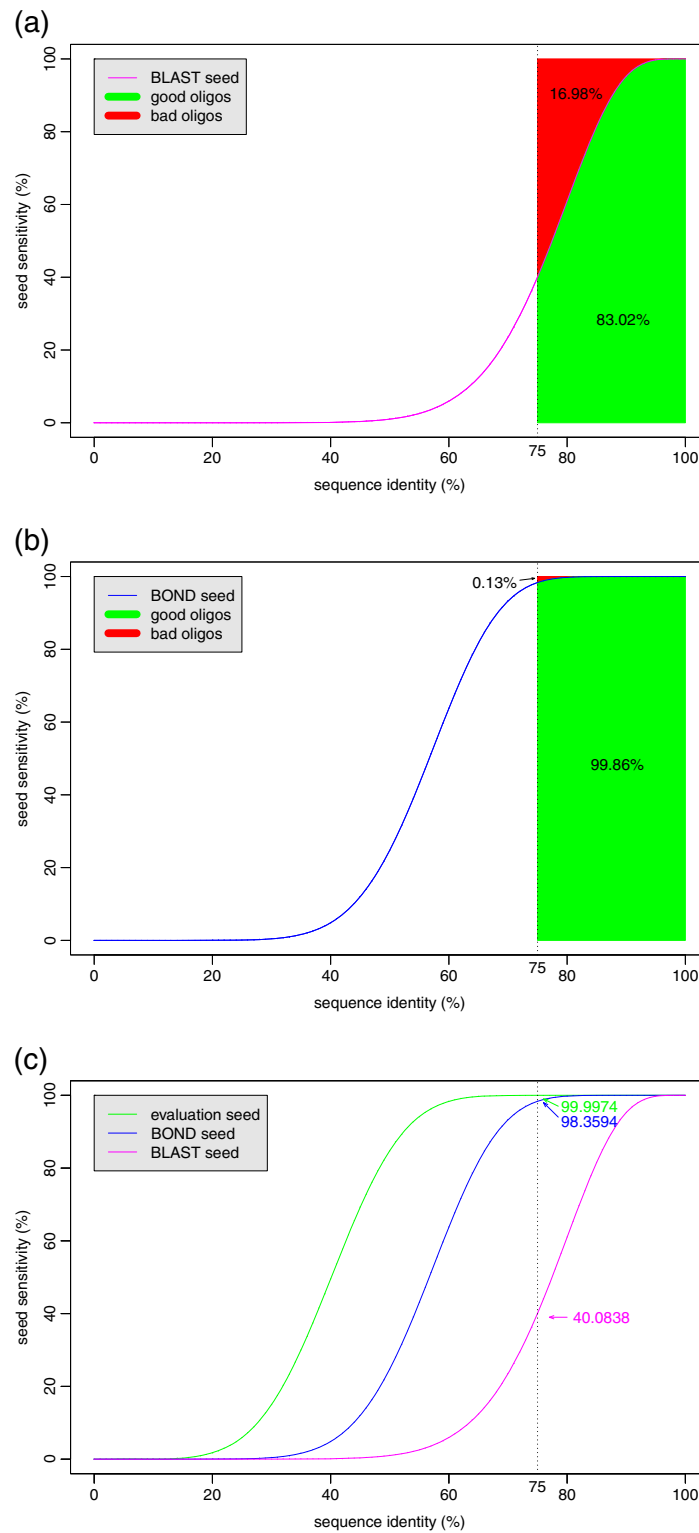 (a)
BLAST seed
good oligos
bad oligos
16.98%
83.02%
seed sensitivity (%)
0
20
40
60
80
100
0 20 40 60 75 80 100
sequence identity (%)
(b)
BOND seed
good oligos
bad oligos
0.13%
99.86%
seed sensitivity (%)
0
20
40
60
80
100
0 20 40 60 75 80 100
sequence identity (%)
(c)
evaluation seed
BOND seed
BLAST seed
99.9974
98.3594
40.0838
seed sensitivity (%)
0
20
40
60
80
100
0 20 40 60 75 80 100
sequence identity (%)